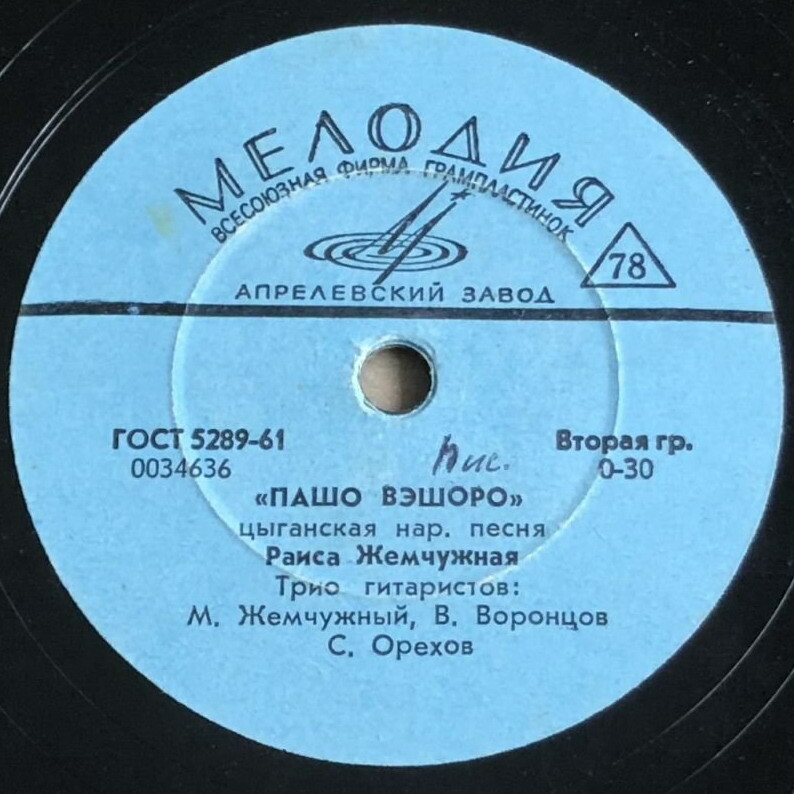 МЕЛОДИЯ
ВСЕСОЮЗНАЯ ФИРМА ГРАМПЛАСТИНОК
78
АПРЕЛЕВСКИЙ ЗАВОД
ГОСТ 5289-61 Вторая гр.
0034636 0-30
«ПАШО ВЭШОРО»
цыганская нар. песня
Раиса Жемчужная
Трио гитаристов:
М. Жемчужный, В. Воронцов
С. Орехов